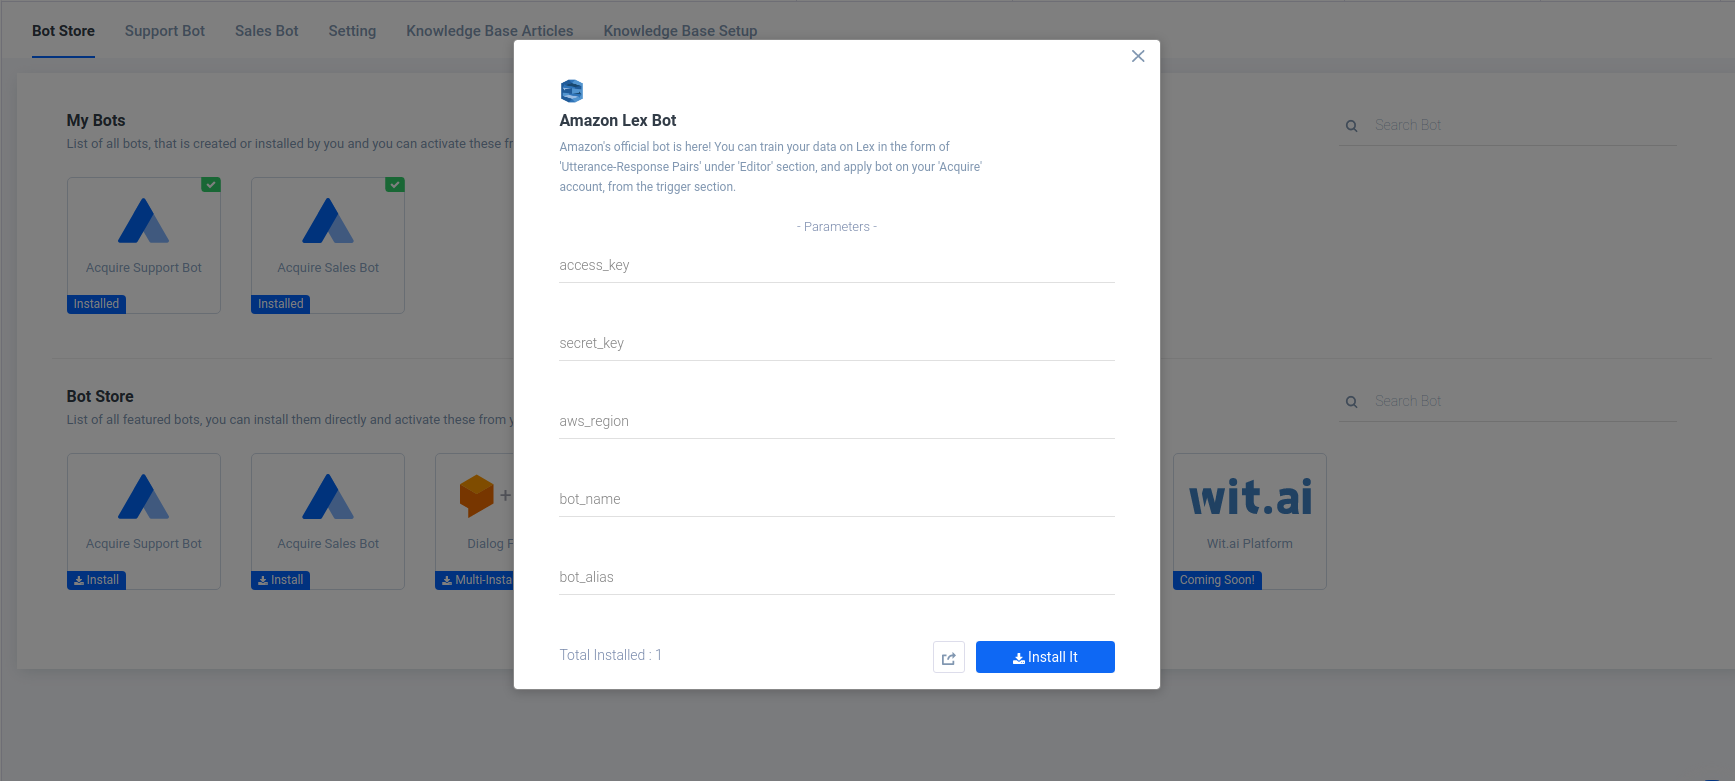 Bot Store Support Bot Sales Bot Setting Knowledge Base Articles Knowledge Base Setup
My Bots
List of all bots, that is created or installed by you and you can activate these fr
Search Bot
Acquire Support Bot
Installed
Acquire Sales Bot
Installed
Bot Store
List of all featured bots, you can install them directly and activate these from y
Search Bot
Acquire Support Bot
Install
Acquire Sales Bot
Install
Dialog F
Multi-Insta
wit.ai
Wit.ai Platform
Coming Soon!
Amazon Lex Bot
Amazon's official bot is here! You can train your data on Lex in the form of
'Utterance-Response Pairs' under 'Editor' section, and apply bot on your 'Acquire'
account, from the trigger section.
- Parameters -
access_key
secret_key
aws_region
bot_name
bot_alias
Total Installed : 1
Install It